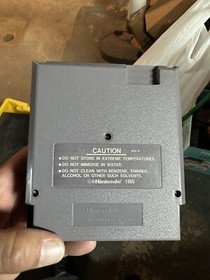 CAUTION
•DO NOT STORE IN EXTREME TEMPERATURES.
•DO NOT IMMERSE IN WATER.
•DO NOT CLEAN WITH BENZENE, THINNER,
ALCOHOL OR OTHER SUCH SOLVENTS.
©Nintendo 1985
Nintendo